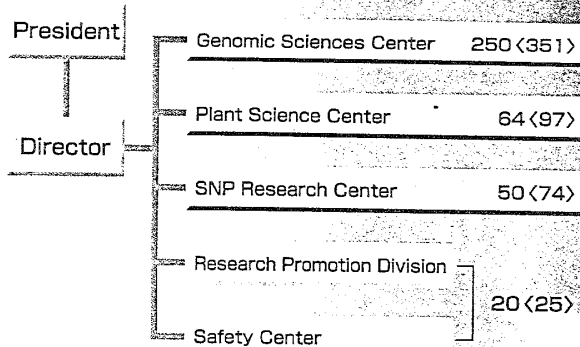 President
Director
Genomic Sciences Center 250〈351〉
Plant Science Center 64〈97〉
SNP Research Center 50〈74〉
Research Promotion Division
20〈25〉
Safety Center